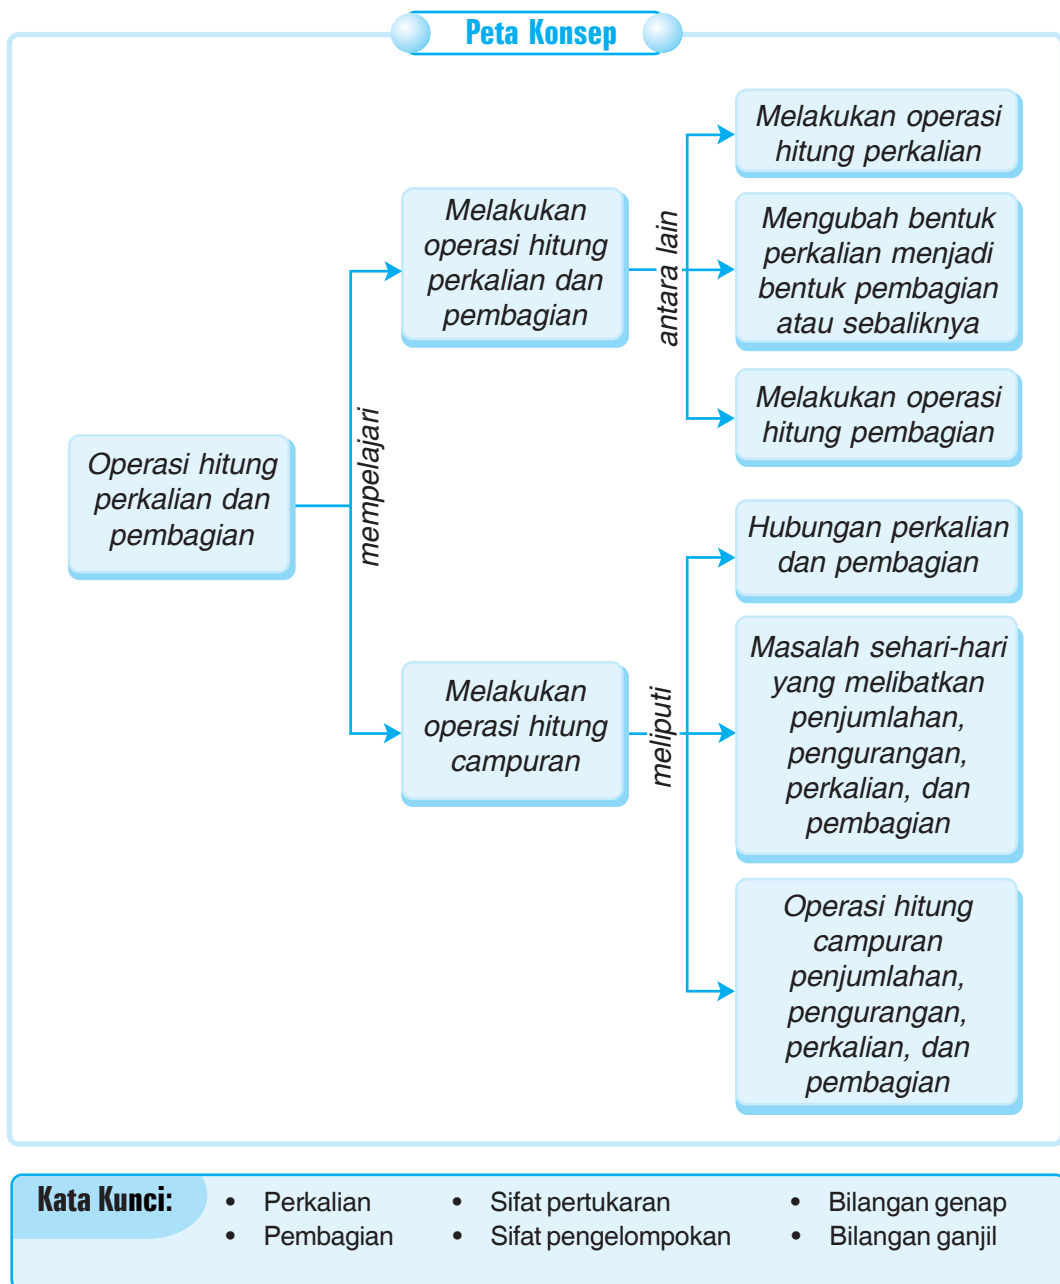 Peta Konsep
Operasi hitung
perkalian dan
pembagian
mempelajari
Melakukan
operasi hitung
perkalian dan
pembagian
antara lain
Melakukan operasi
hitung perkalian
Mengubah bentuk
perkalian menjadi
bentuk pembagian
atau sebaliknya
Melakukan operasi
hitung pembagian
Melakukan
operasi hitung
campuran
meliputi
Hubungan perkalian
dan pembagian
Masalah sehari-hari
yang melibatkan
penjumlahan,
pengurangan,
perkalian, dan
pembagian
Operasi hitung
campuran
penjumlahan,
pengurangan,
perkalian, dan
pembagian
Kata Kunci:
• Perkalian • Sifat pertukaran • Bilangan genap
• Pembagian • Sifat pengelompokan • Bilangan ganjil